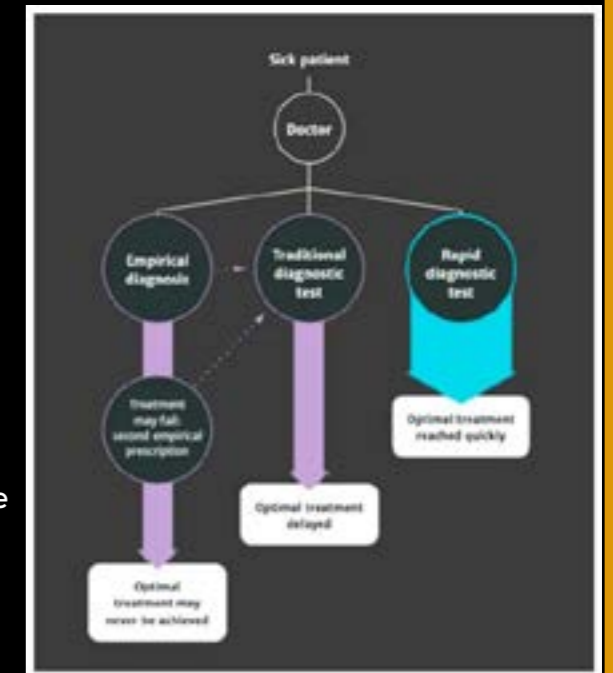 Sick patient
Doctor
Empirical
diagnosis
Traditional
diagnostic
test
Rapid
diagnostic
test
Treatment
may fail:
second empirical
prescription
Optimal treatment
reached quickly
Optimal treatment
delayed
Optimal
treatment may
never be achieved
e